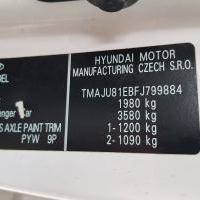 HYUNDAI MOTOR
MANUFACTURING CZECH S.R.O.
TMAJU81EBFJ799884
1980 kg
3580 kg
1-1200 kg
2-1090 kg
AXLE PAINT TRIM
PYW 9P